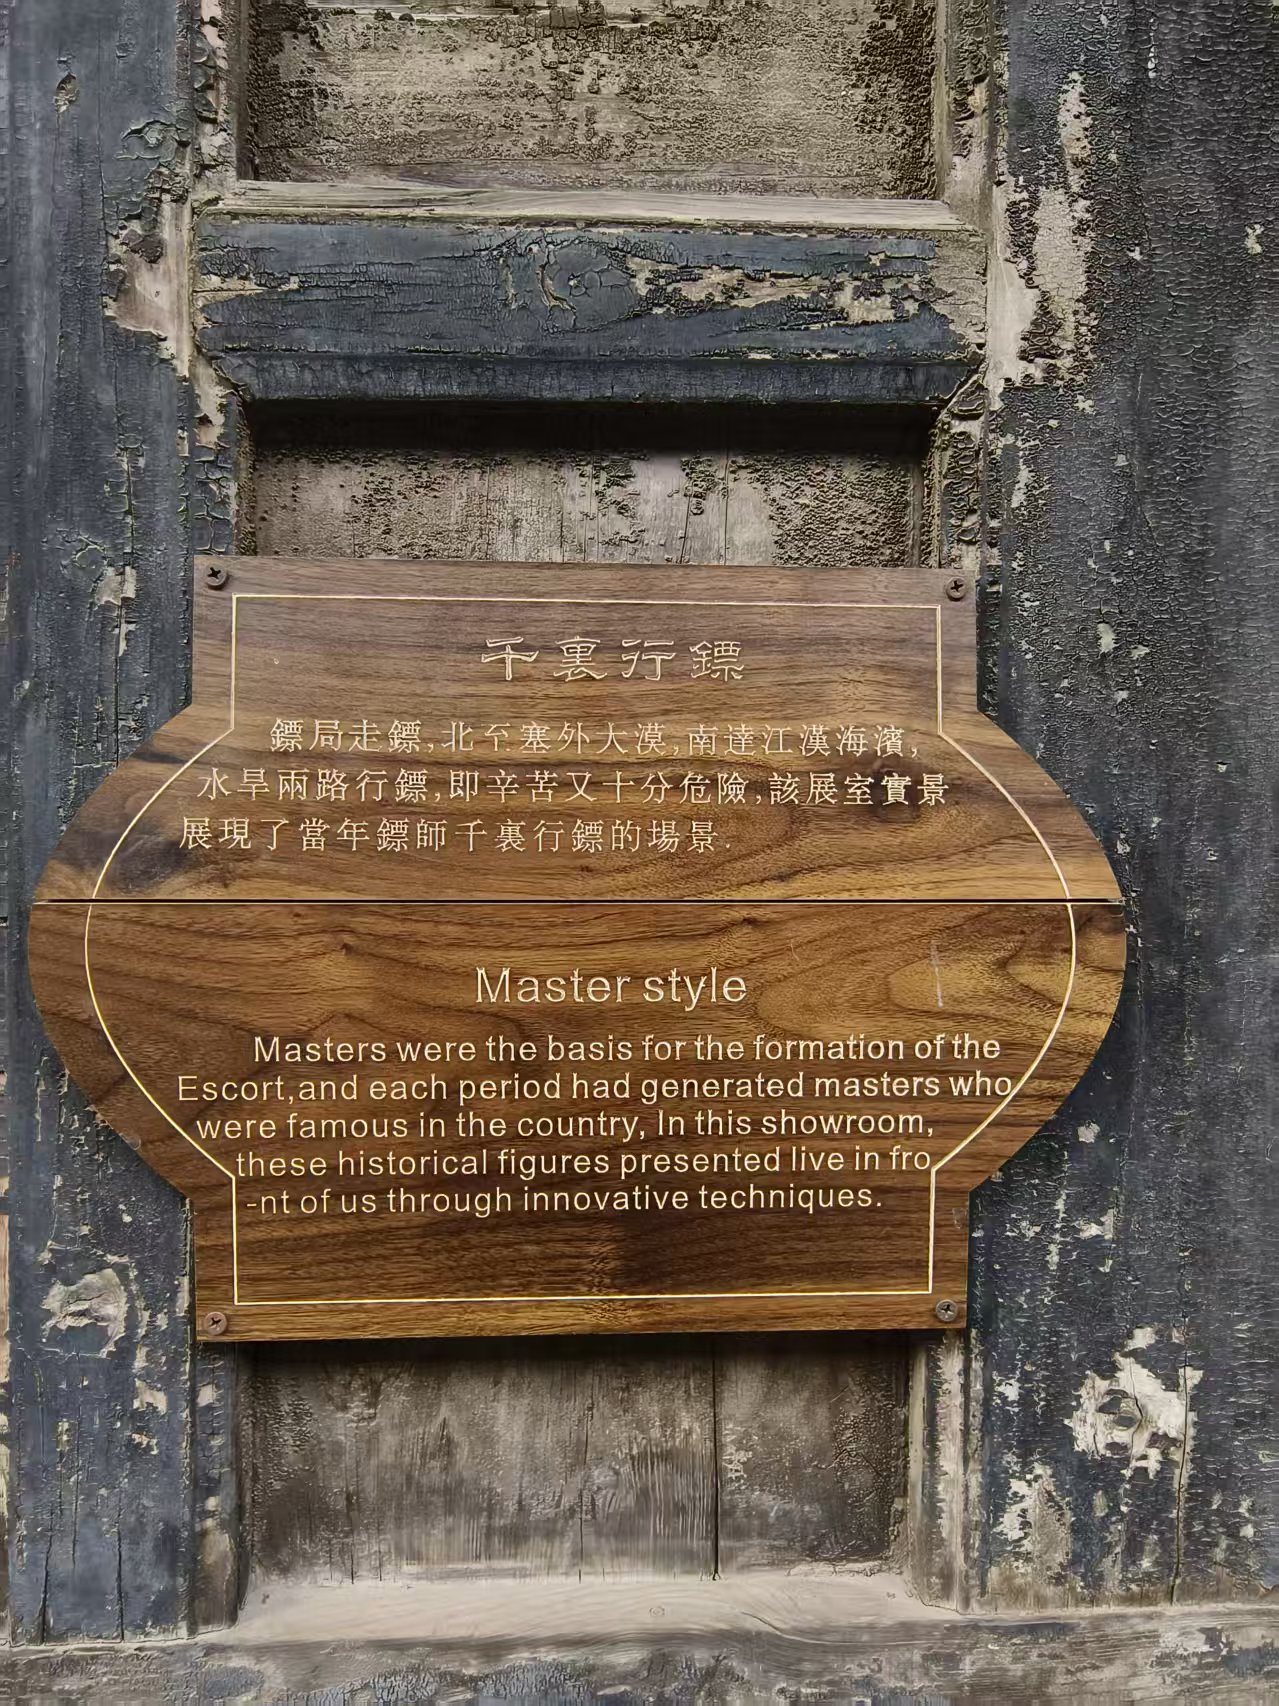 千裏行鏢
鏢局走鏢,北至塞外大漠,南達江漢海濱,
水旱兩路行鏢,即辛苦又十分危險,該展室實景
展現了當年鏢師千裏行鏢的場景.
Master style
Masters were the basis for the formation of the
Escort,and each period had generated masters who
were famous in the country, In this showroom,
these historical figures presented live in fro
-nt of us through innovative techniques.